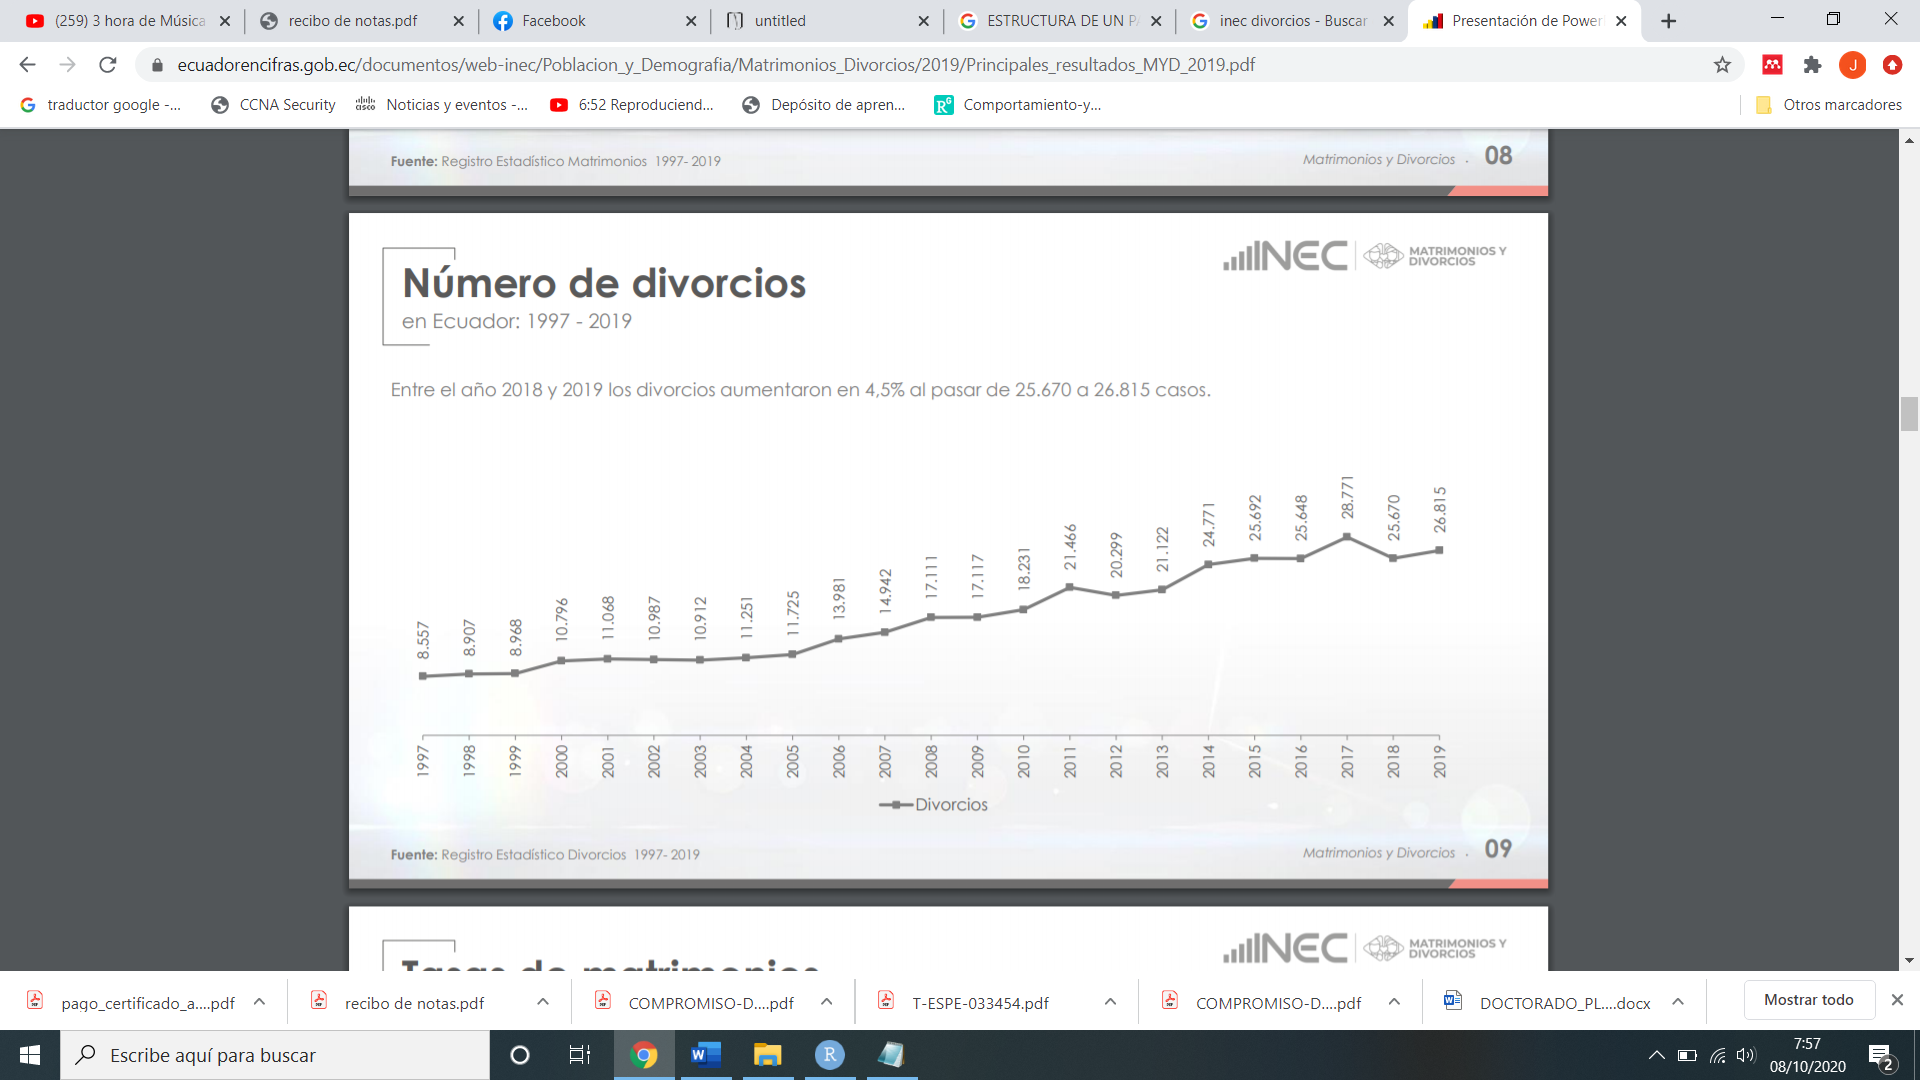 (259) 3 hora de Música
recibo de notas.pdf
Facebook
untitled
ESTRUCTURA DE UN P
inec divorcios - Buscar
Presentación de Power
ecuadorencifras.gob.ec/documentos/web-inec/Poblacion_y_Demografia/Matrimonios_Divorcios/2019/Principales_resultados_MYD_2019.pdf
J
traductor google -...
CCNA Security
Noticias y eventos -...
6:52 Reproduciend...
Depósito de apren...
Comportamiento-y...
Otros marcadores
Fuente: Registro Estadístico Matrimonios 1997- 2019
Matrimonios y Divorcios · 08
INEC
MATRIMONIOS Y
DIVORCIOS
Número de divorcios
en Ecuador: 1997 - 2019
Entre el año 2018 y 2019 los divorcios aumentaron en 4,5% al pasar de 25.670 a 26.815 casos.
8.557 8.907 8.968 10.796 11.068 10.987 10.912 11.251 11.725 13.981 14.942 17.111 17.117 18.231 21.466 20.299 21.122 24.771 25.692 25.648 28.771 25.670 26.815
1997 1998 1999 2000 2001 2002 2003 2004 2005 2006 2007 2008 2009 2010 2011 2012 2013 2014 2015 2016 2017 2018 2019
Divorcios
Fuente: Registro Estadístico Divorcios 1997- 2019
Matrimonios y Divorcios · 09
INEC
MATRIMONIOS Y
DIVORCIOS
Tasas de matrimonios
pago_certificado_a....pdf
recibo de notas.pdf
COMPROMISO-D....pdf
T-ESPE-033454.pdf
COMPROMISO-D....pdf
DOCTORADO_PL....docx
Mostrar todo
Escribe aquí para buscar
7:57
08/10/2020
2